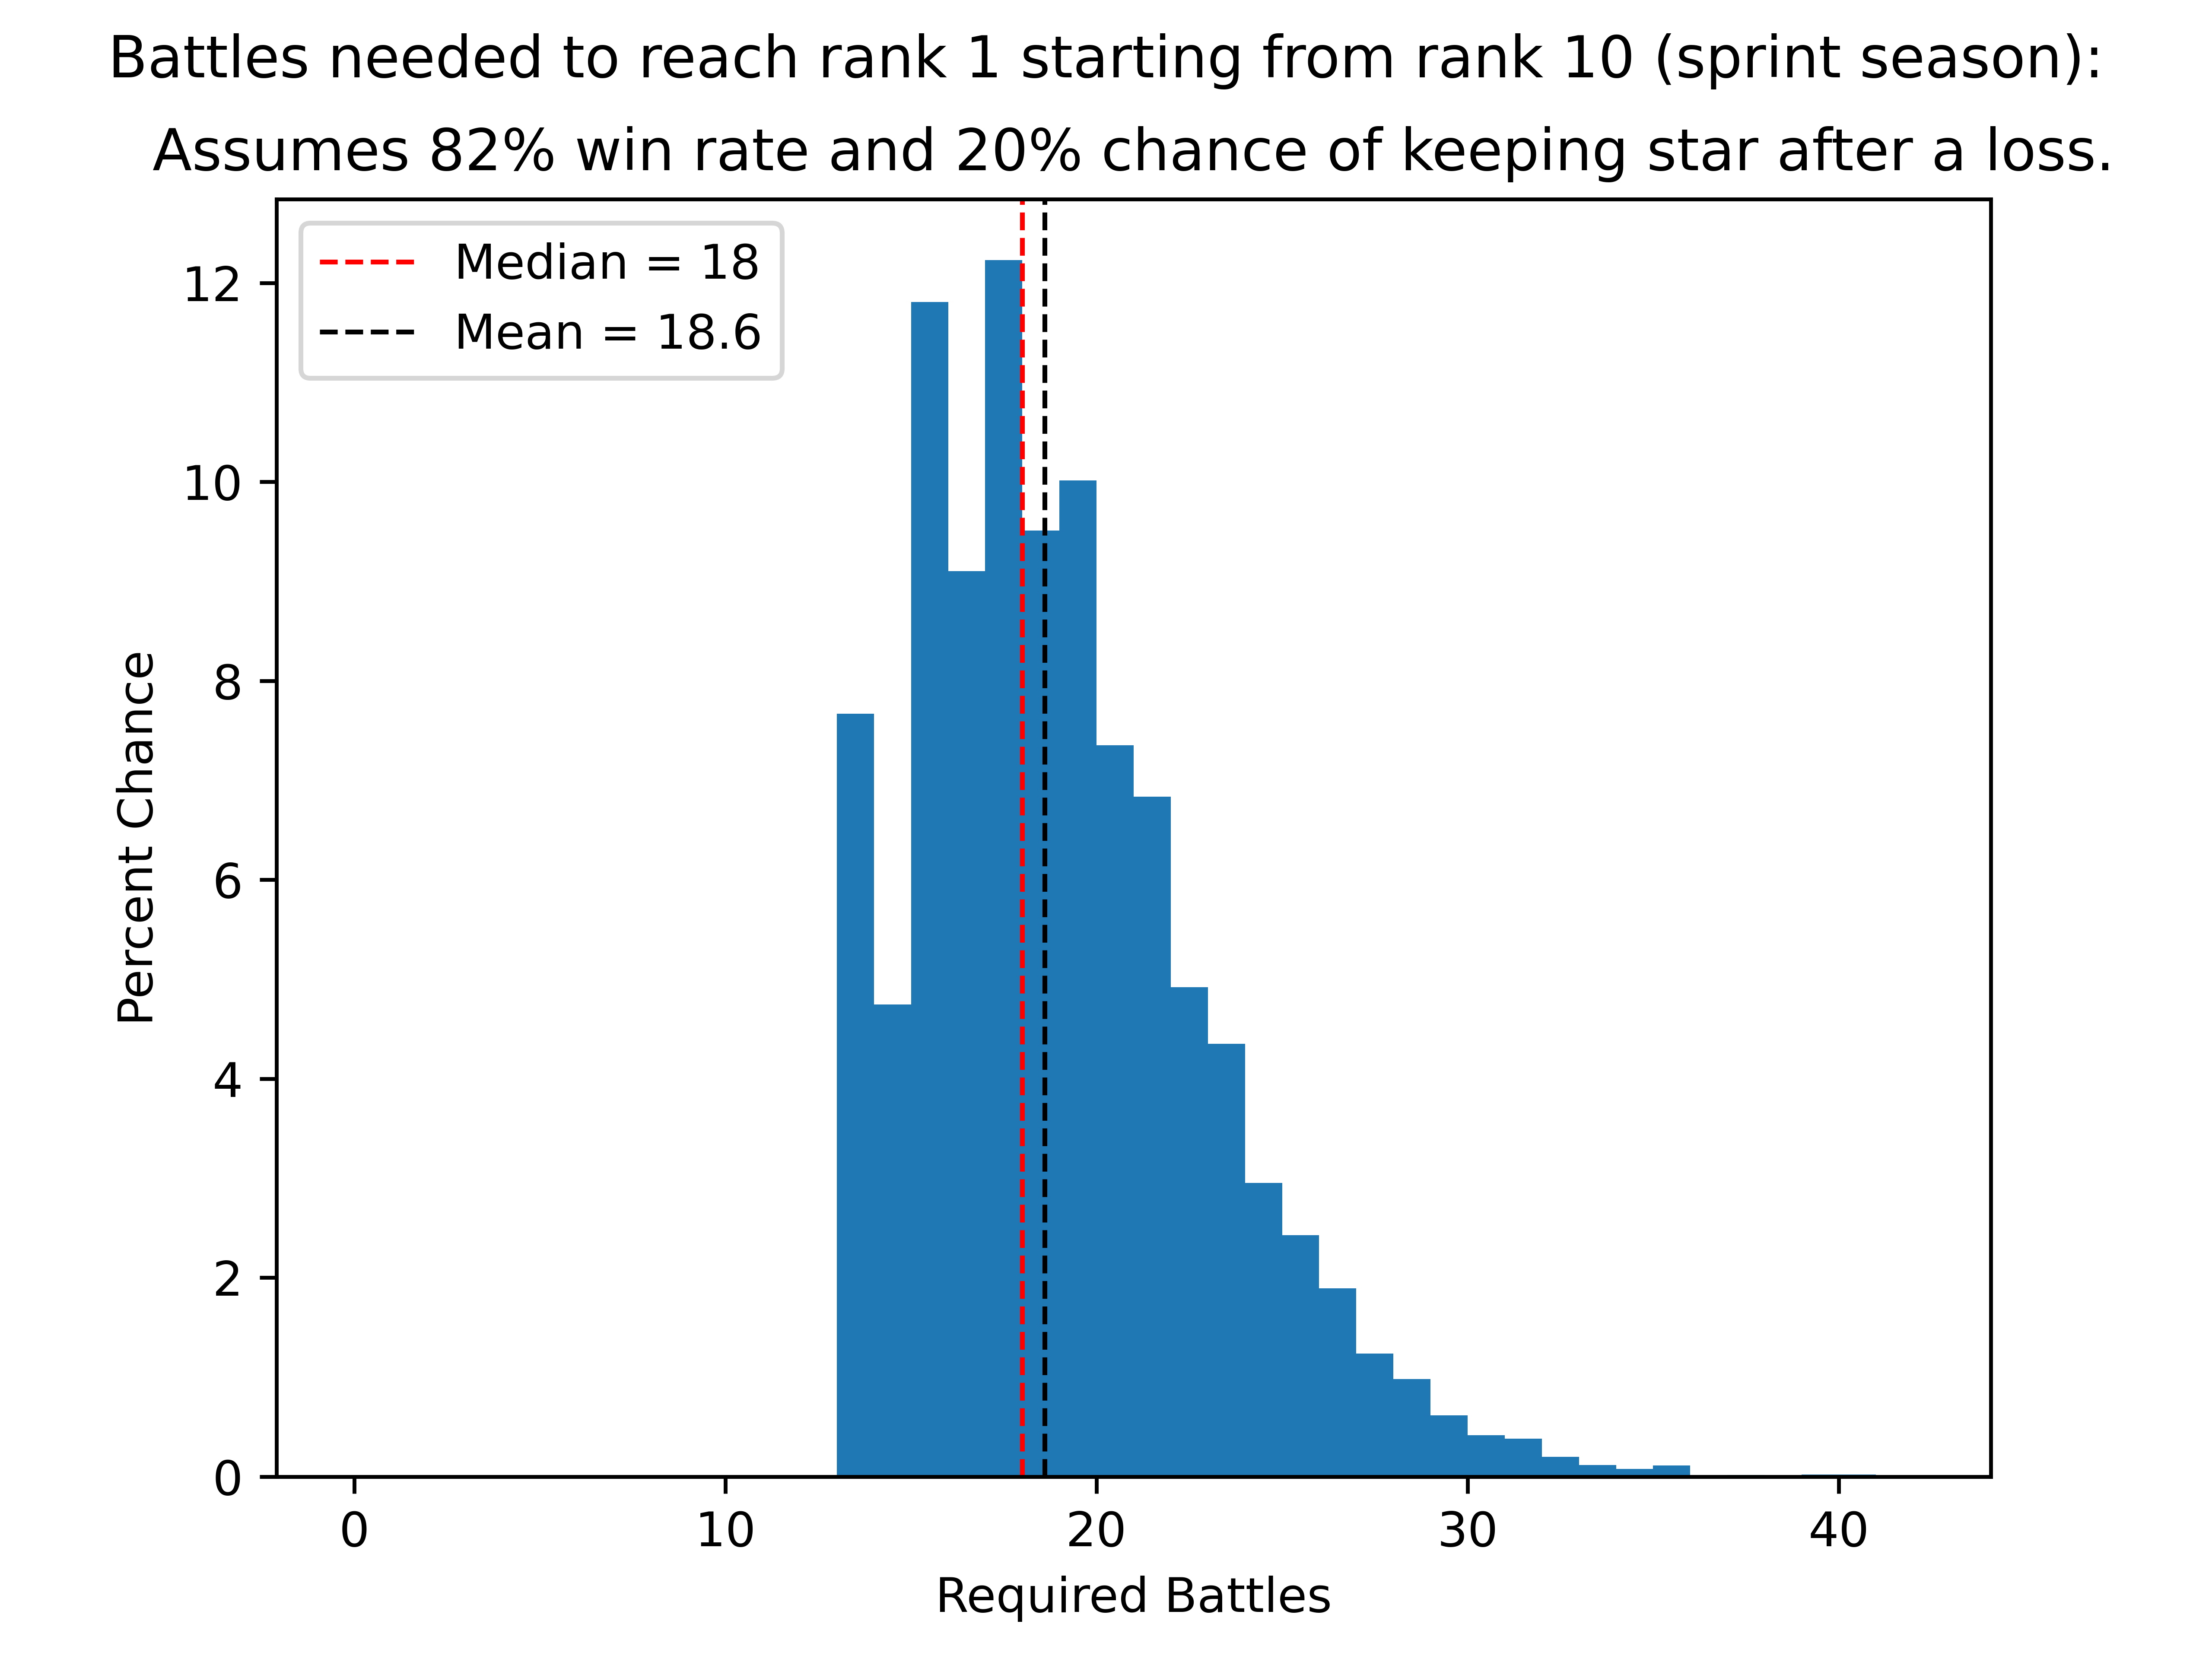 Battles needed to reach rank 1 starting from rank 10 (sprint season):
Assumes 82% win rate and 20% chance of keeping star after a loss.
Median = 18
Mean = 18.6
12
10
8
6
4
2
0
Percent Chance
0 10 20 30 40
Required Battles